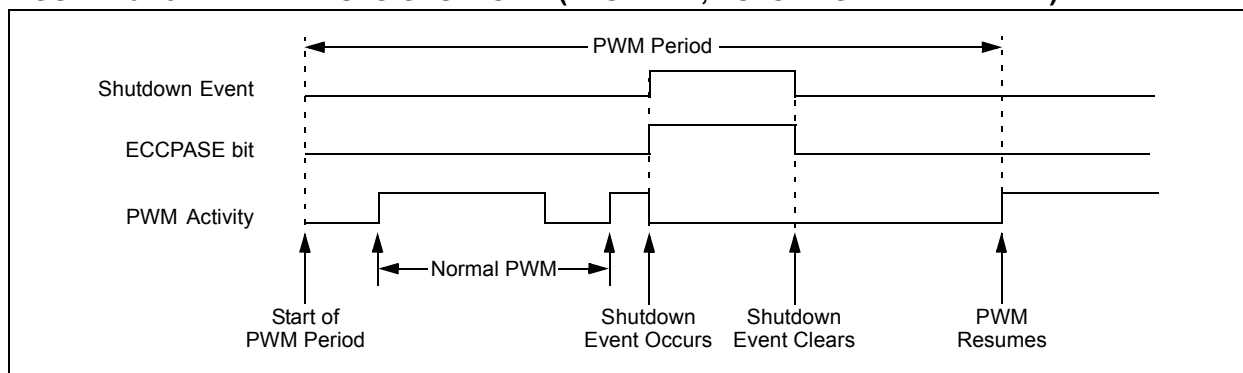 PWM Period
Shutdown Event
ECCPASE bit
PWM Activity
Normal PWM
Start of
PWM Period
Shutdown
Event Occurs
Shutdown
Event Clears
PWM
Resumes